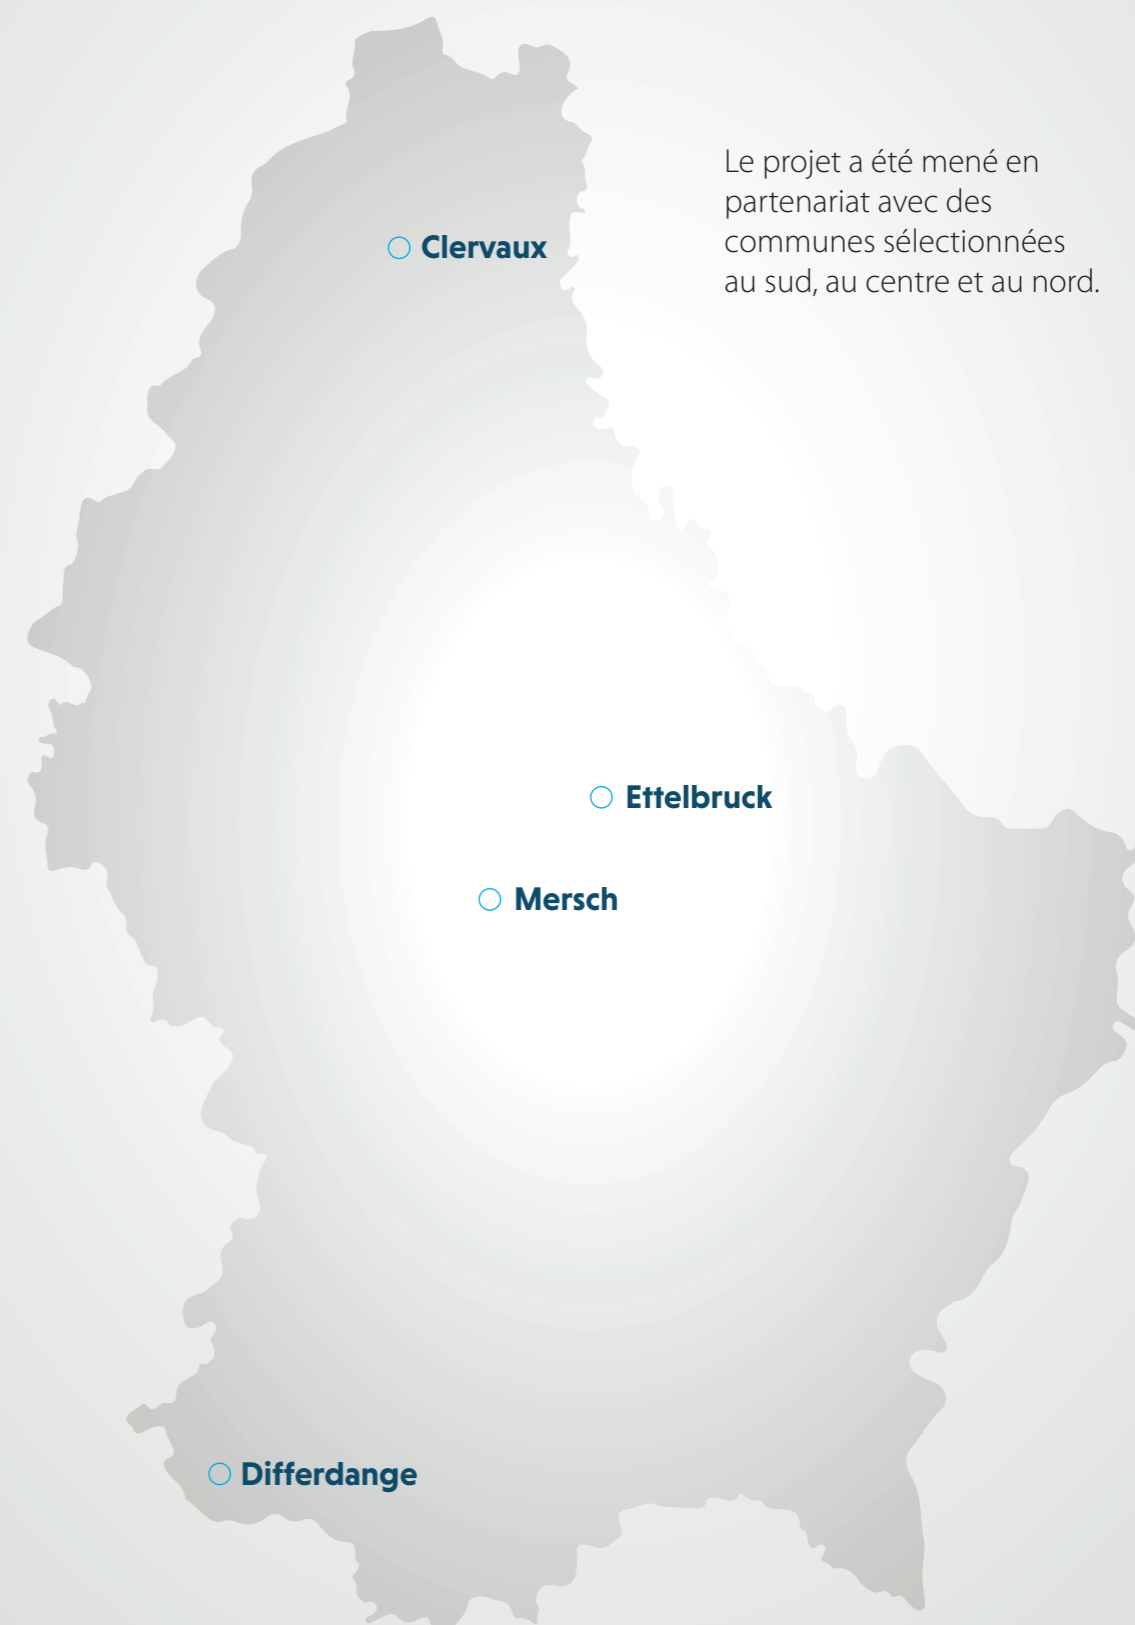 Le projet a été mené en
partenariat avec des
communes sélectionnées
au sud, au centre et au nord.
Clervaux
Ettelbruck
Mersch
Differdange